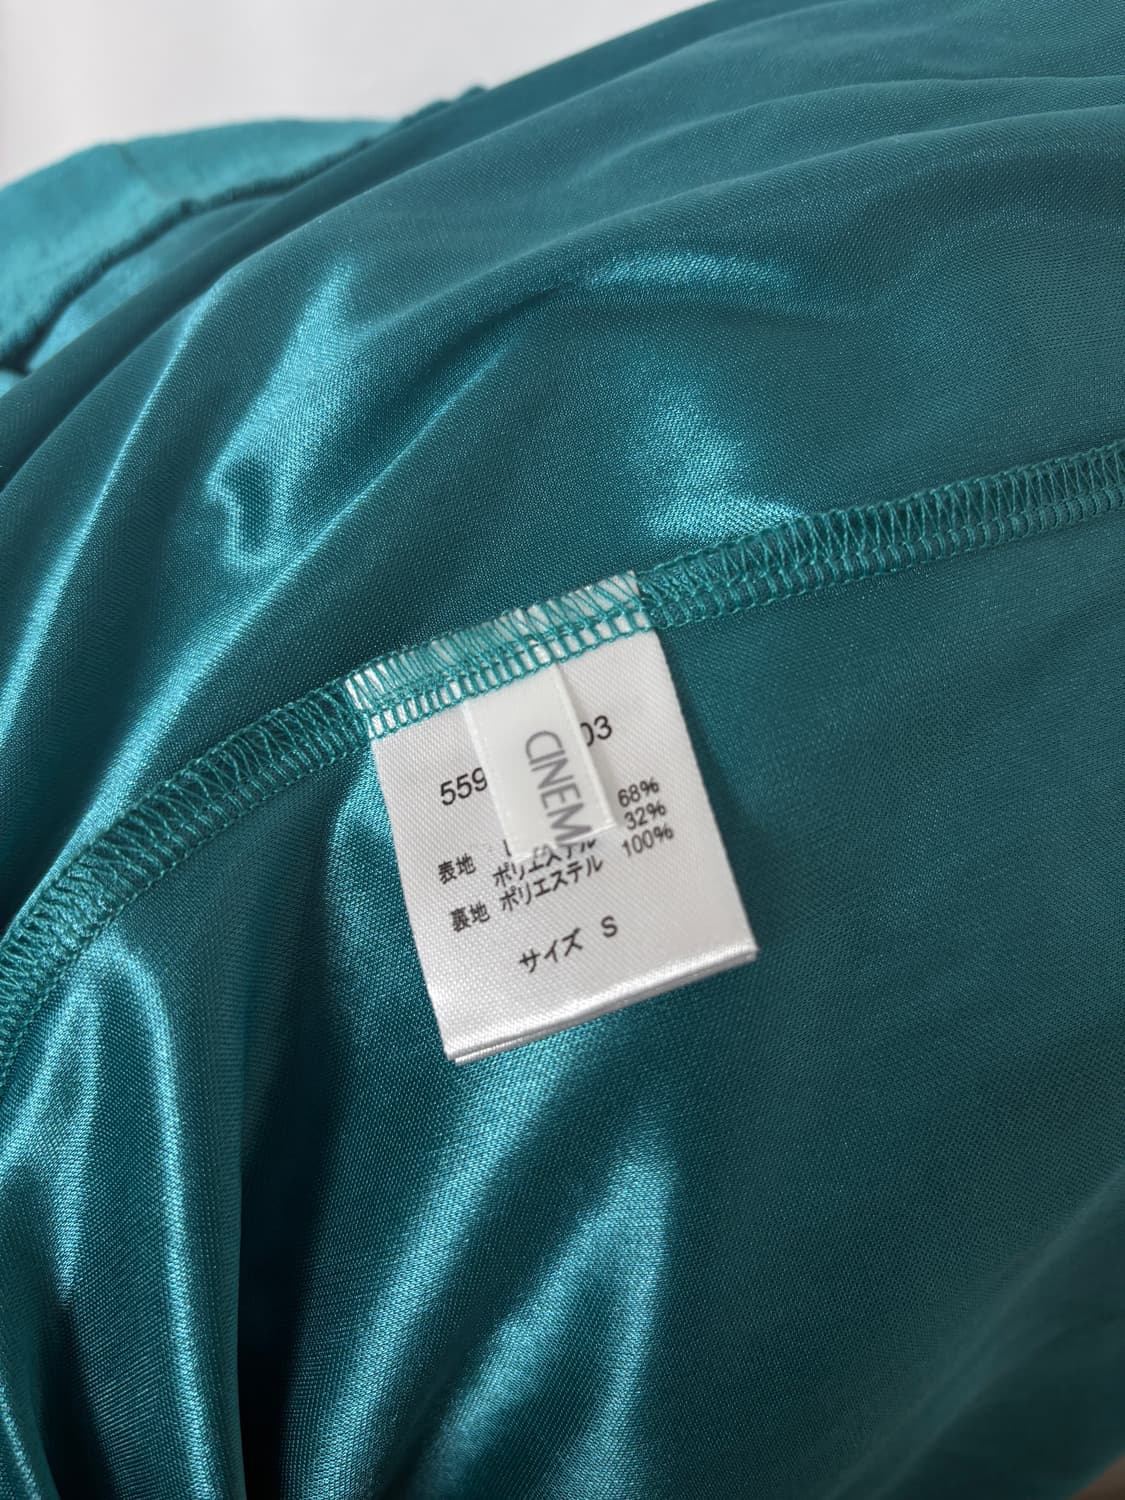 559
03
CINEMA
68%
表地 ポリエステル 32%
裏地 ポリエステル 100%
サイズ S